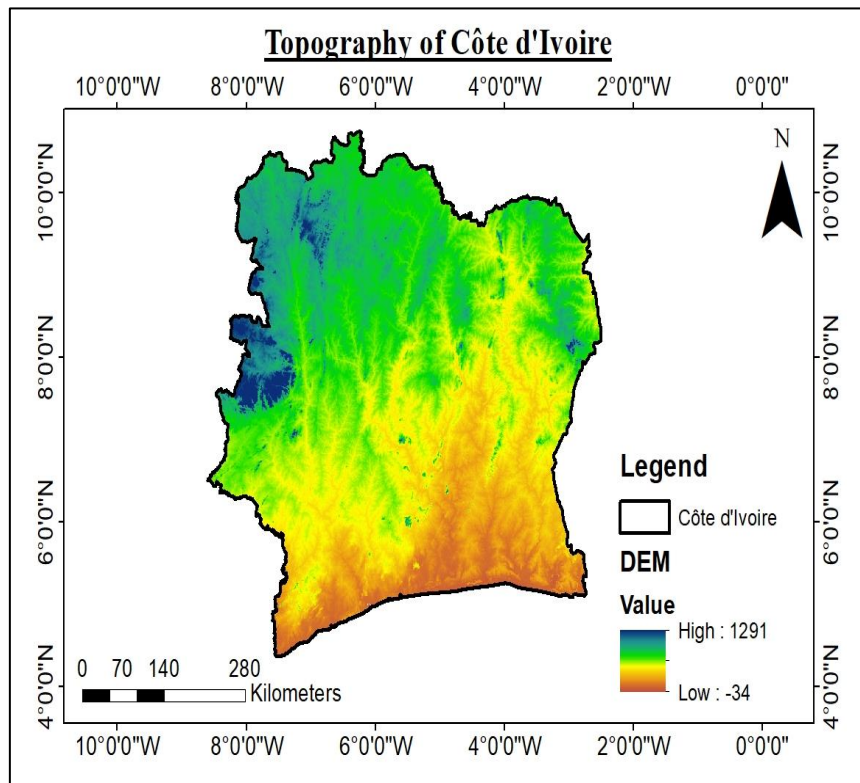 Topography of Côte d'Ivoire
10°0'0"W 8°0'0"W 6°0'0"W 4°0'0"W 2°0'0"W 0°0'0"
N
10°0'0"N
10°0'0"N
8°0'0"N
8°0'0"N
6°0'0"N
6°0'0"N
4°0'0"N
4°0'0"N
Legend
Côte d'Ivoire
DEM
Value
High : 1291
Low : -34
0 70 140 280
Kilometers
10°0'0"W 8°0'0"W 6°0'0"W 4°0'0"W 2°0'0"W 0°0'0"